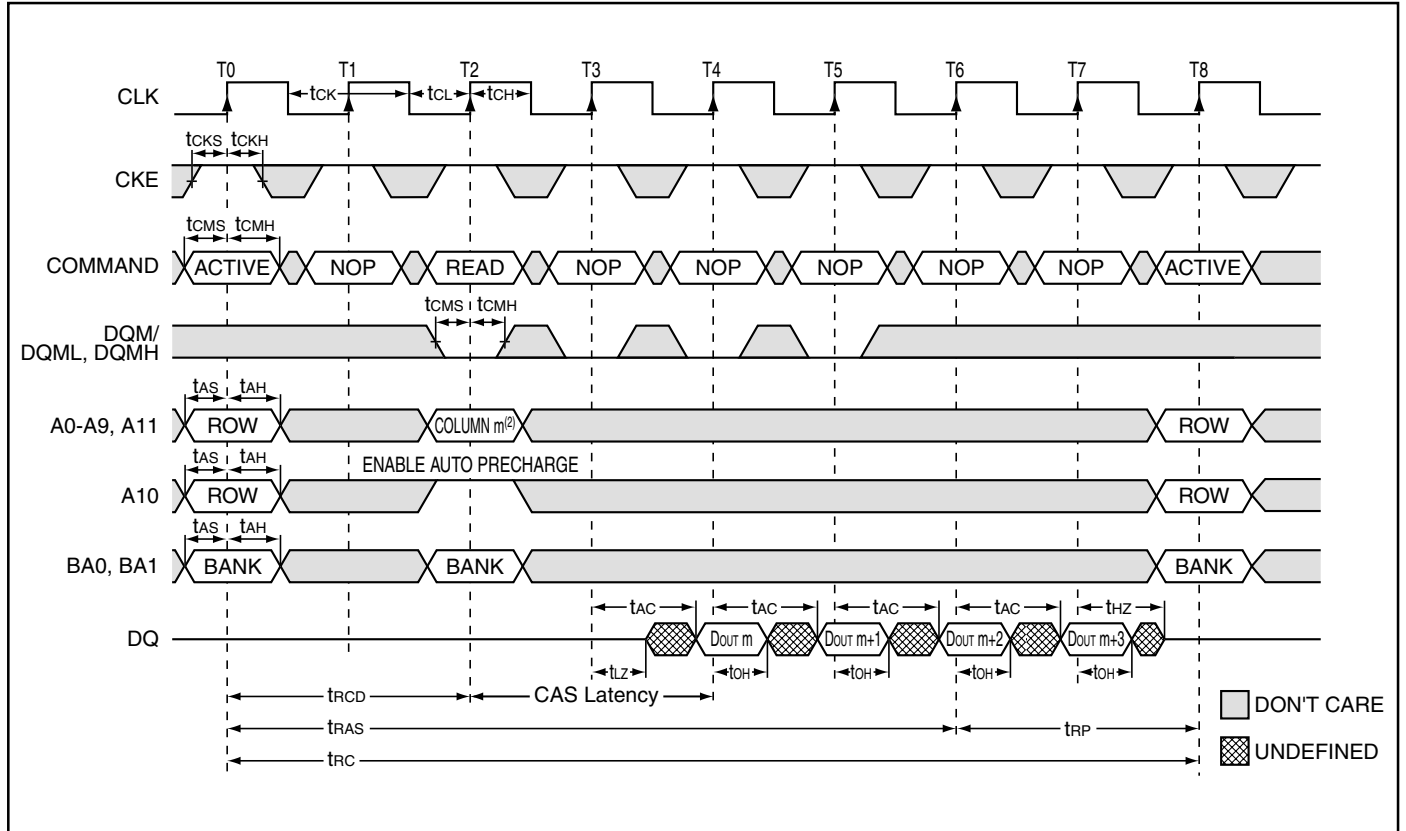 T0 T1 T2 T3 T4 T5 T6 T7 T8
CLK tCK tCL tCH
tCKS tCKH
CKE
tCMS tCMH
COMMAND ACTIVE NOP READ NOP NOP NOP NOP NOP ACTIVE
tCMS tCMH
DQM/
DQML, DQMH
tAS tAH
A0-A9, A11 ROW COLUMN m(2) ROW
tAS tAH ENABLE AUTO PRECHARGE
A10 ROW ROW
tAS tAH
BA0, BA1 BANK BANK BANK
tAC tAC tAC tAC tHZ
DQ DOUT m DOUT m+1 DOUT m+2 DOUT m+3
tLZ tOH tOH tOH tOH
tRCD CAS Latency
DON'T CARE
tRAS tRP
UNDEFINED
tRC